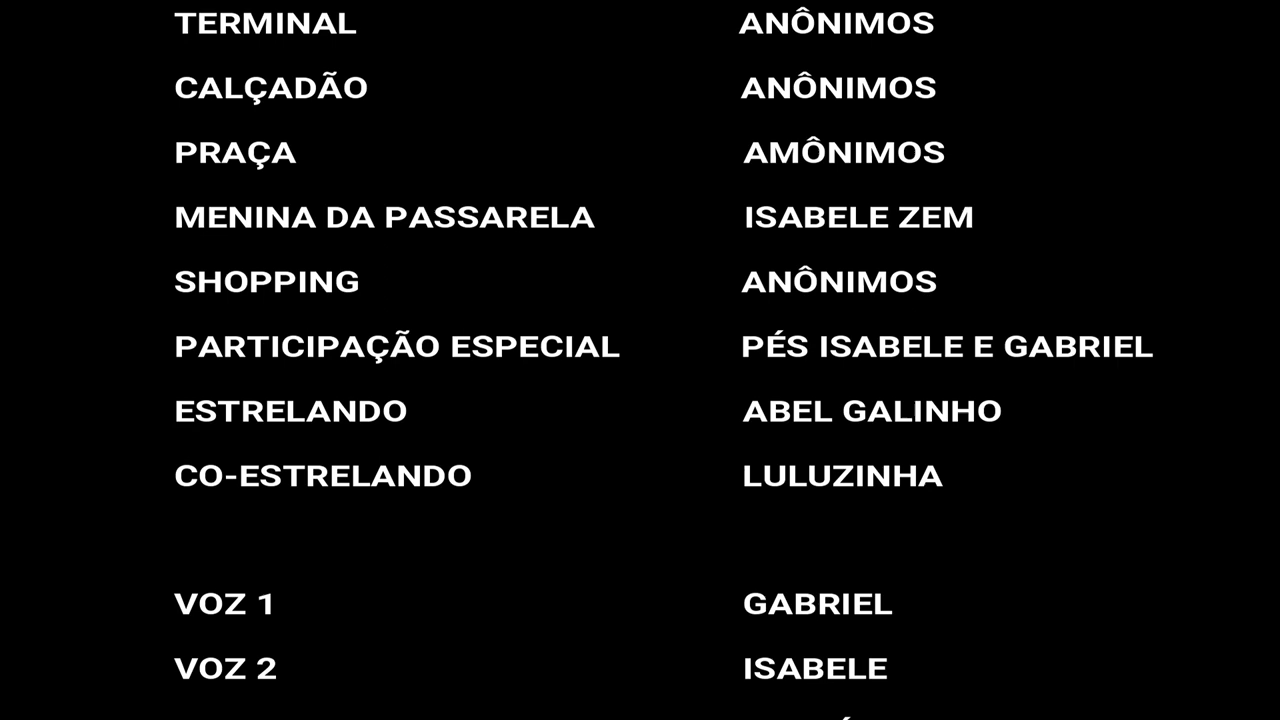 TERMINAL ANÔNIMOS
CALÇADÃO ANÔNIMOS
PRAÇA AMÔNIMOS
MENINA DA PASSARELA ISABELE ZEM
SHOPPING ANÔNIMOS
PARTICIPAÇÃO ESPECIAL PÉS ISABELE E GABRIEL
ESTRELANDO ABEL GALINHO
CO-ESTRELANDO LULUZINHA
VOZ 1 GABRIEL
VOZ 2 ISABELE